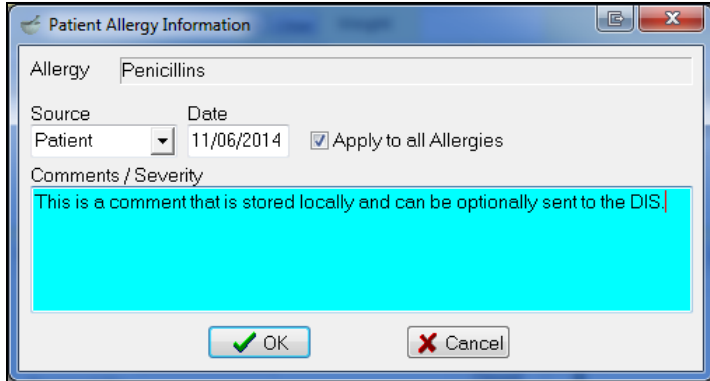 Patient Allergy Information
Allergy Penicillins
Source Date
Patient 11/06/2014 Apply to all Allergies
Comments / Severity
This is a comment that is stored locally and can be optionally sent to the DIS.
OK Cancel